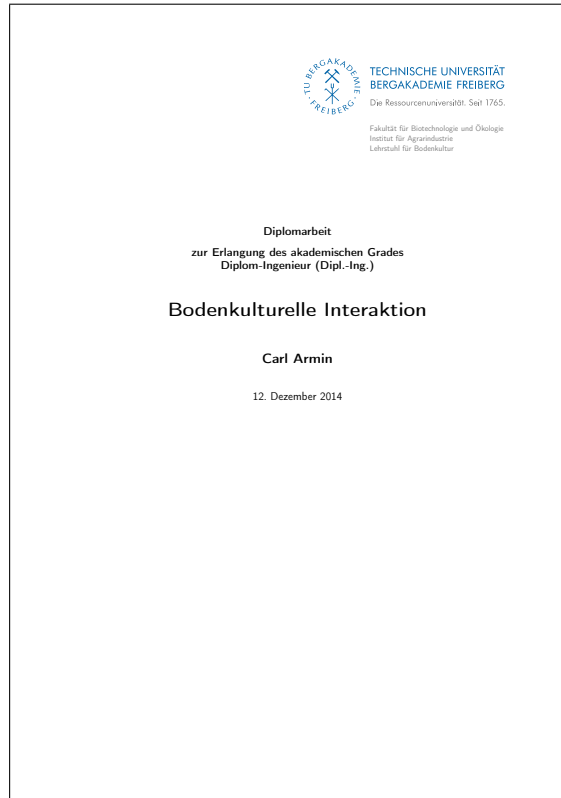 TU BERGAKADEMIE
· FREIBERG ·
TECHNISCHE UNIVERSITÄT
BERGAKADEMIE FREIBERG
Die Ressourcenuniversität. Seit 1765.
Fakultät für Biotechnologie und Ökologie
Institut für Agrarindustrie
Lehrstuhl für Bodenkultur
Diplomarbeit
zur Erlangung des akademischen Grades
Diplom-Ingenieur (Dipl.-Ing.)
Bodenkulturelle Interaktion
Carl Armin
12. Dezember 2014